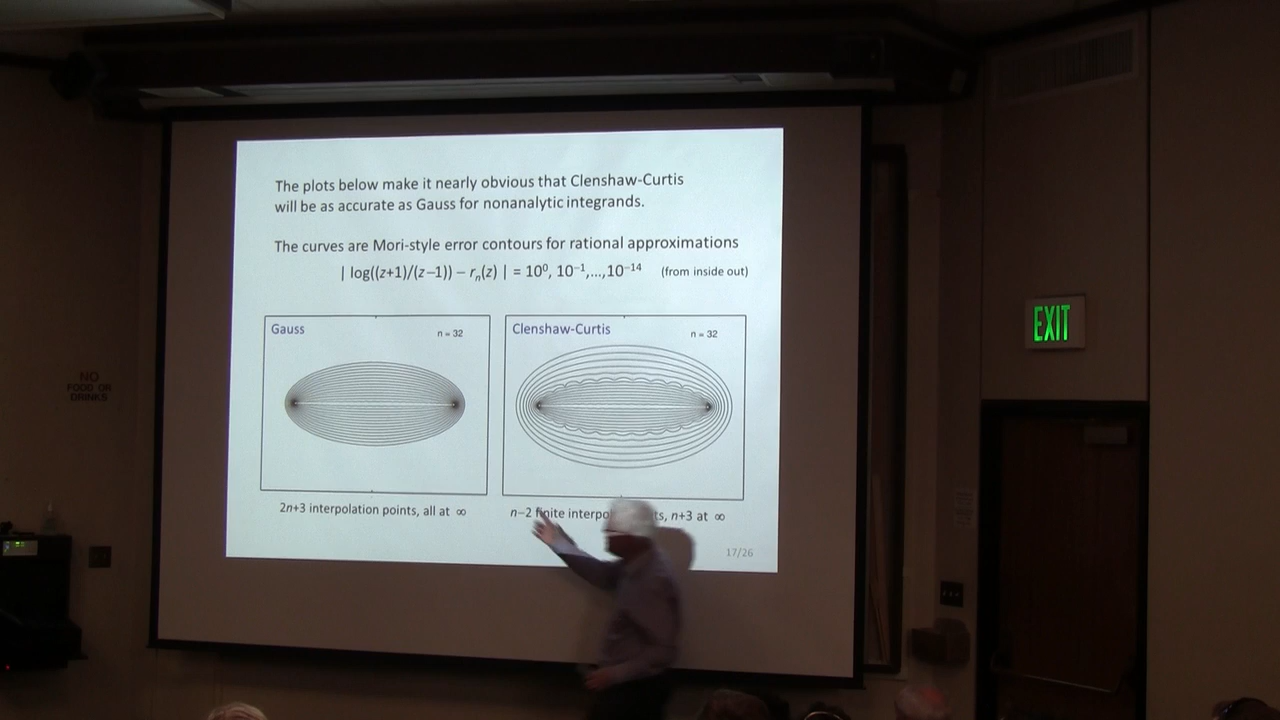 The plots below make it nearly obvious that Clenshaw-Curtis
will be as accurate as Gauss for nonanalytic integrands.
The curves are Mori-style error contours for rational approximations
| log((z+1)/(z−1)) − rₙ(z) | = 10⁰, 10⁻¹,...,10⁻¹⁴ (from inside out)
Gauss n = 32
Clenshaw-Curtis n = 32
2n+3 interpolation points, all at ∞
n−2 finite ts, n+3 at ∞
17/26
EXIT
NO
FOOD OR
DRINKS